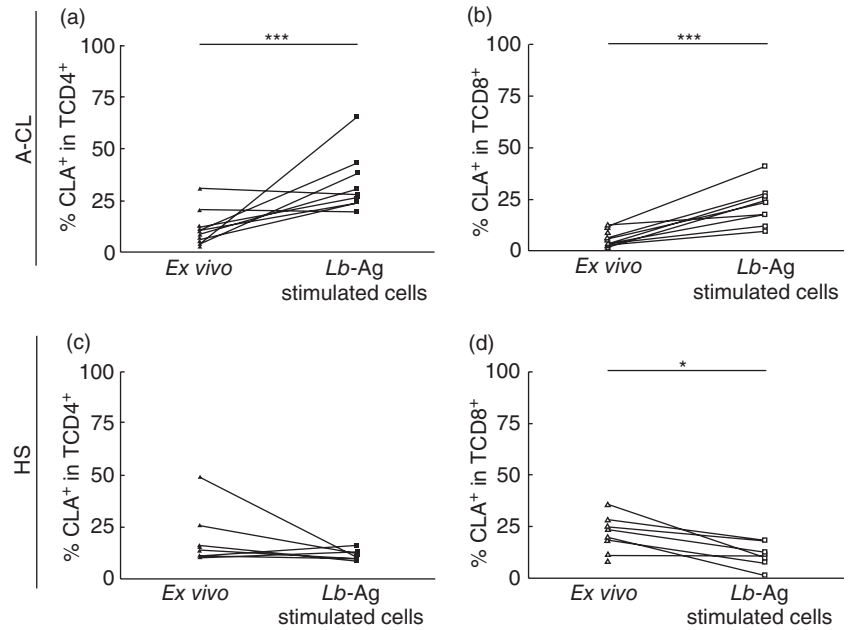 A-CL
(a)
***
100
75
50
25
0
% CLA⁺ in TCD4⁺
Ex vivo
Lb-Ag
stimulated cells
(b)
***
100
75
50
25
0
% CLA⁺ in TCD8⁺
Ex vivo
Lb-Ag
stimulated cells
HS
(c)
100
75
50
25
0
% CLA⁺ in TCD4⁺
Ex vivo
Lb-Ag
stimulated cells
(d)
*
100
75
50
25
0
% CLA⁺ in TCD8⁺
Ex vivo
Lb-Ag
stimulated cells